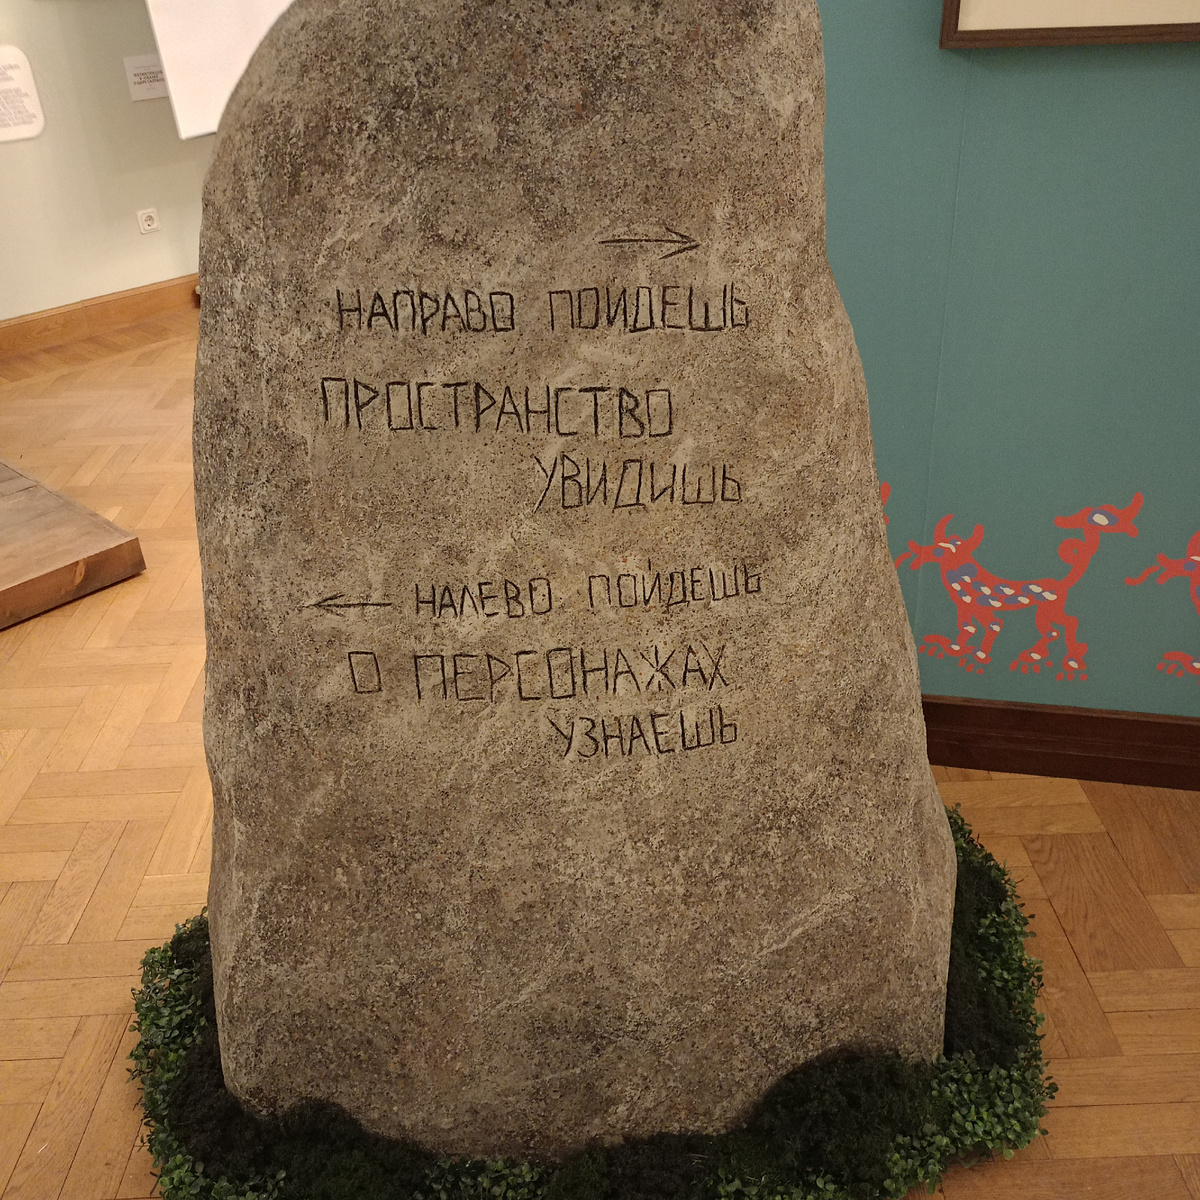 НАПРАВО ПОЙДЕШЬ
ПРОСТРАНСТВО
УВИДИШЬ
НАЛЕВО ПОЙДЕШЬ
О ПЕРСОНАЖАХ
УЗНАЕШЬ